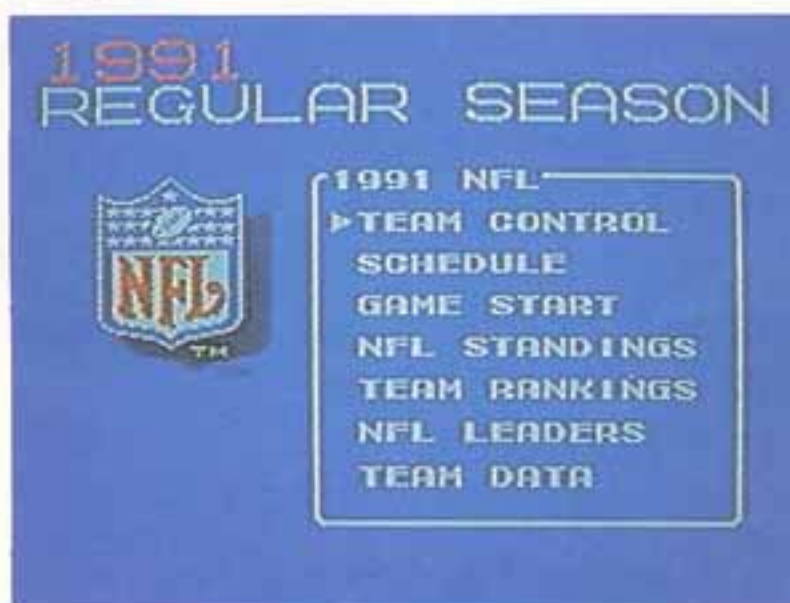 1991
REGULAR SEASON
1991 NFL
TEAM CONTROL
SCHEDULE
GAME START
NFL STANDINGS
TEAM RANKINGS
NFL LEADERS
TEAM DATA
NFL
TM